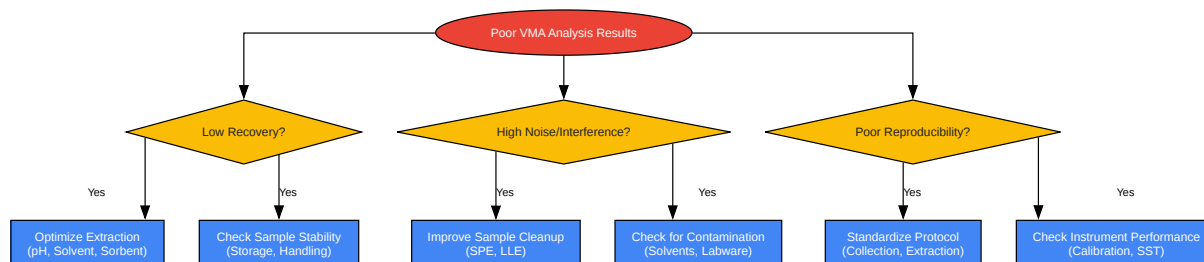 Poor VMA Analysis Results
Low Recovery?
High Noise/Interference?
Poor Reproducibility?
Yes
Yes
Yes
Yes
Yes
Yes
Optimize Extraction
(pH, Solvent, Sorbent)
Check Sample Stability
(Storage, Handling)
Improve Sample Cleanup
(SPE, LLE)
Check for Contamination
(Solvents, Labware)
Standardize Protocol
(Collection, Extraction)
Check Instrument Performance
(Calibration, SST)